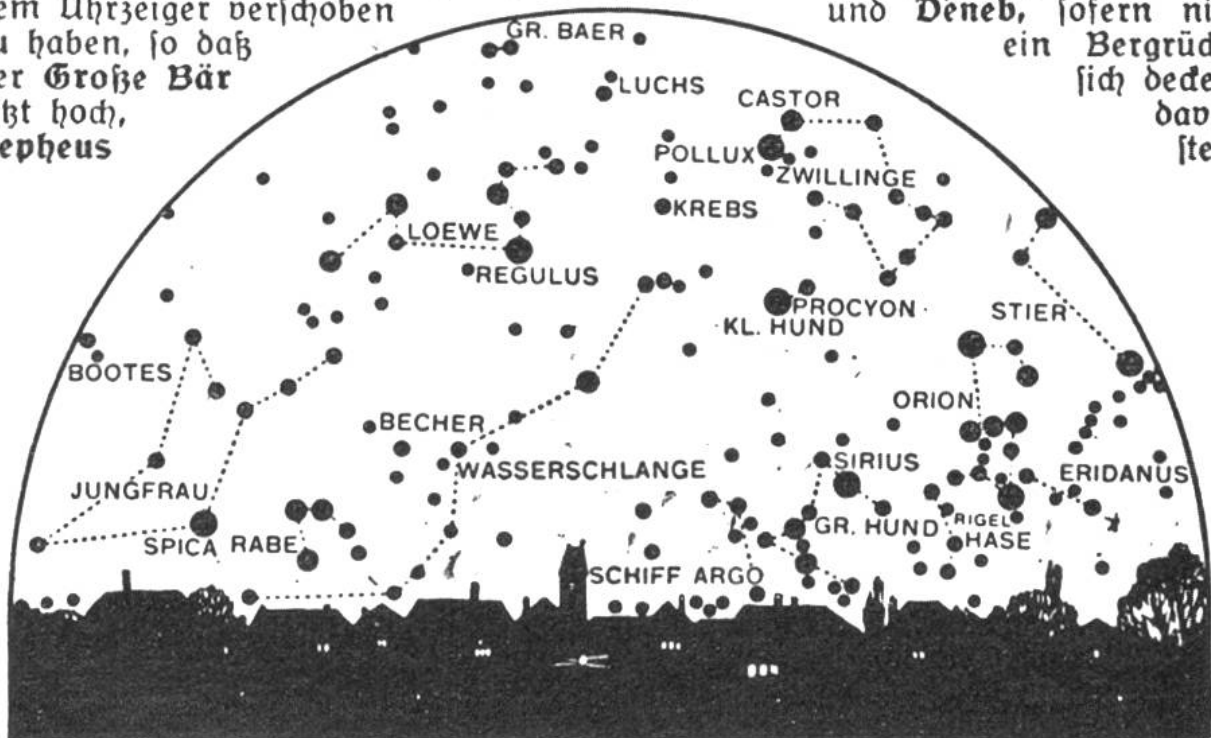 em Uhrzeiger verschoben
u haben, so daß
er Große Bär
tzt hoch,
epheus
und Deneb, sofern ni
ein Bergrüc
sich decke
dav
ste
GR. BAER
LUCHS
CASTOR
POLLUX
ZWILLINGE
KREBS
LOEWE
REGULUS
PROCYON
KL. HUND
STIER
BOOTES
ORION
BECHER
WASSERSCHLANGE
SIRIUS
ERIDANUS
JUNGFRAU
SPICA
RABE
GR. HUND
RIGEL
HASE
SCHIFF ARGO